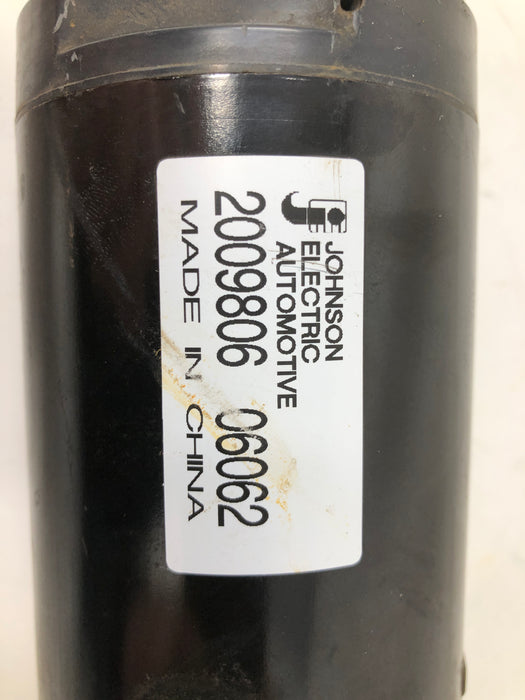 JOHNSON
ELECTRIC
AUTOMOTIVE
2009806 06062
MADE IN CHINA